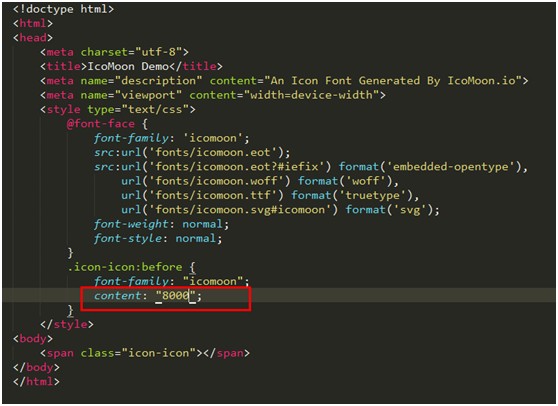 <!doctype html>
<html>
<head>
    <meta charset="utf-8">
    <title>IcoMoon Demo</title>
    <meta name="description" content="An Icon Font Generated By IcoMoon.io">
    <meta name="viewport" content="width=device-width">
    <style type="text/css">
        @font-face {
            font-family: 'icomoon';
            src:url('fonts/icomoon.eot');
            src:url('fonts/icomoon.eot?#iefix') format('embedded-opentype'),
                url('fonts/icomoon.woff') format('woff'),
                url('fonts/icomoon.ttf') format('truetype'),
                url('fonts/icomoon.svg#icomoon') format('svg');
            font-weight: normal;
            font-style: normal;
        }
        .icon-icon:before {
            font-family: "icomoon";
            content: "8000";
        }
    </style>
<body>
    <span class="icon-icon"></span>
</body>
</html>